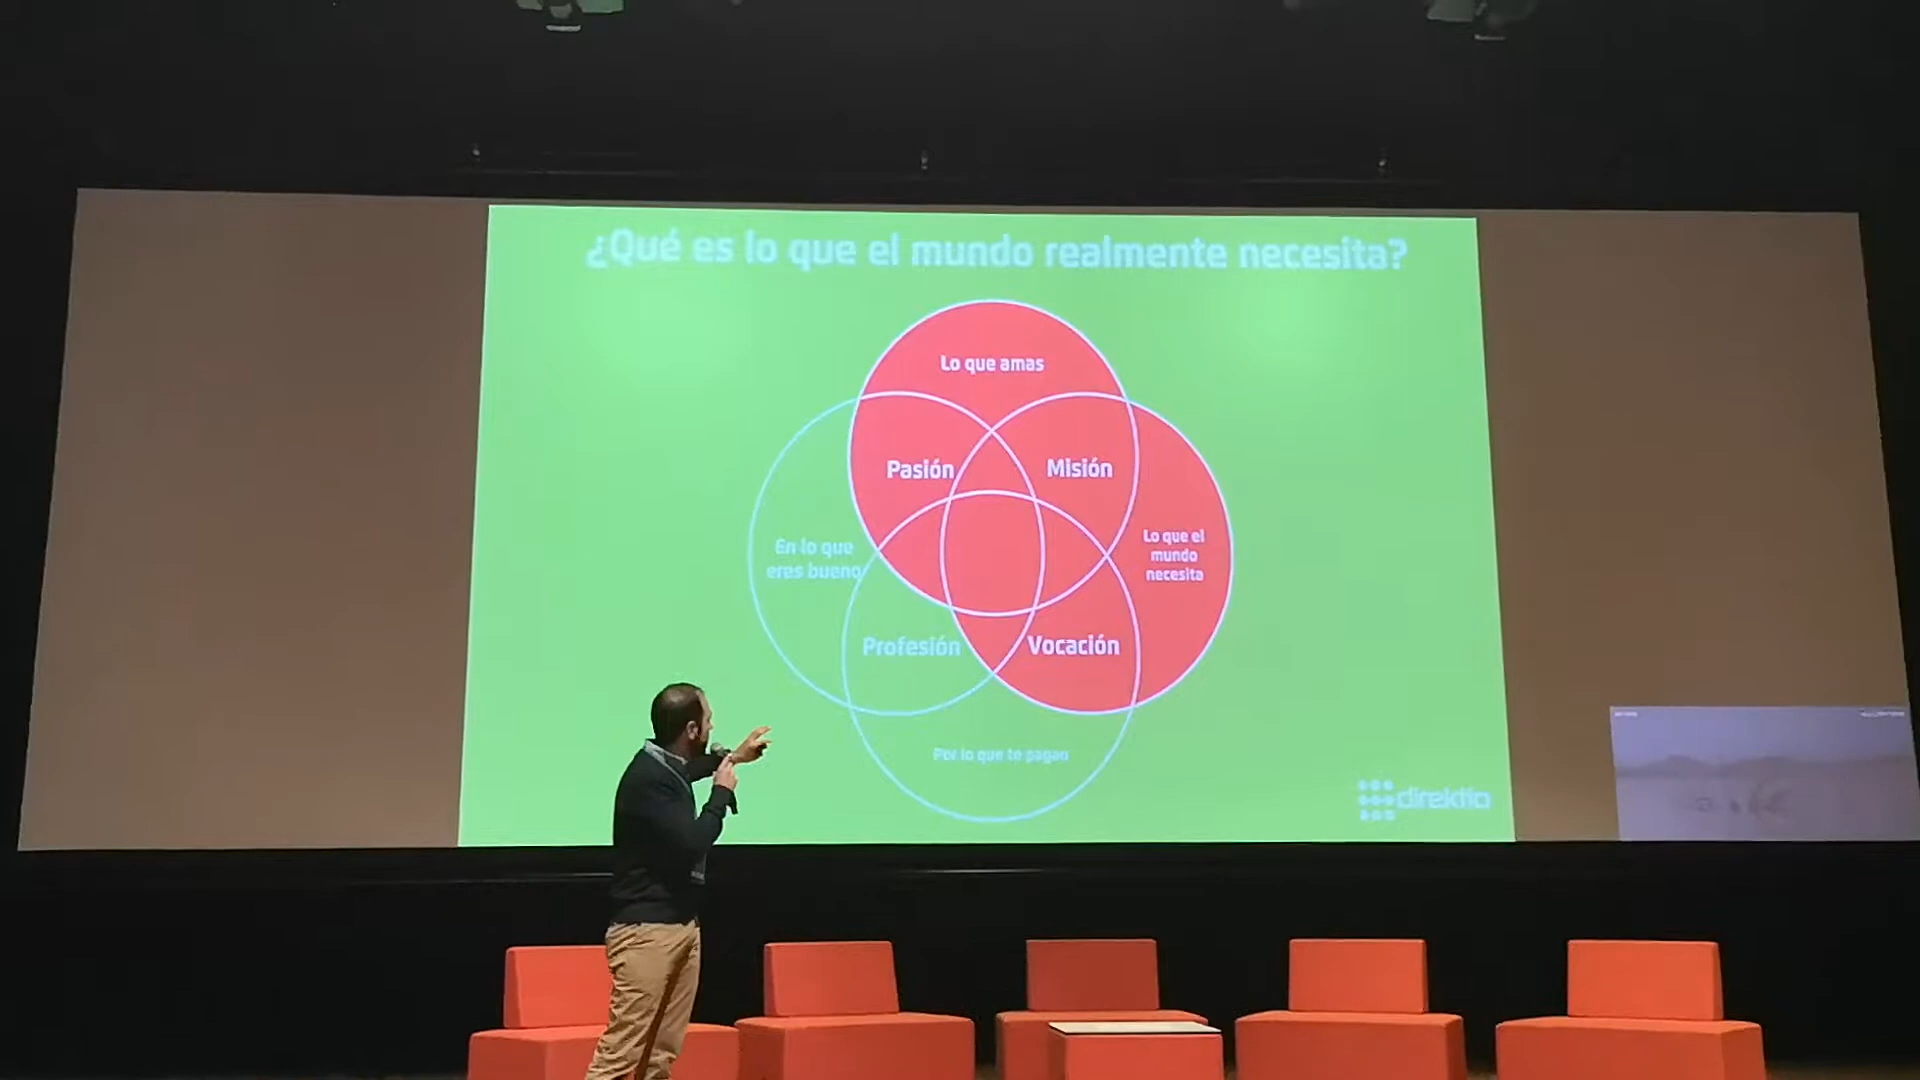 ¿Qué es lo que el mundo realmente necesita?
Lo que amas
Pasión
Misión
En lo que
eres bueno
Lo que el
mundo
necesita
Profesión
Vocación
Por lo que te pagan
direktio